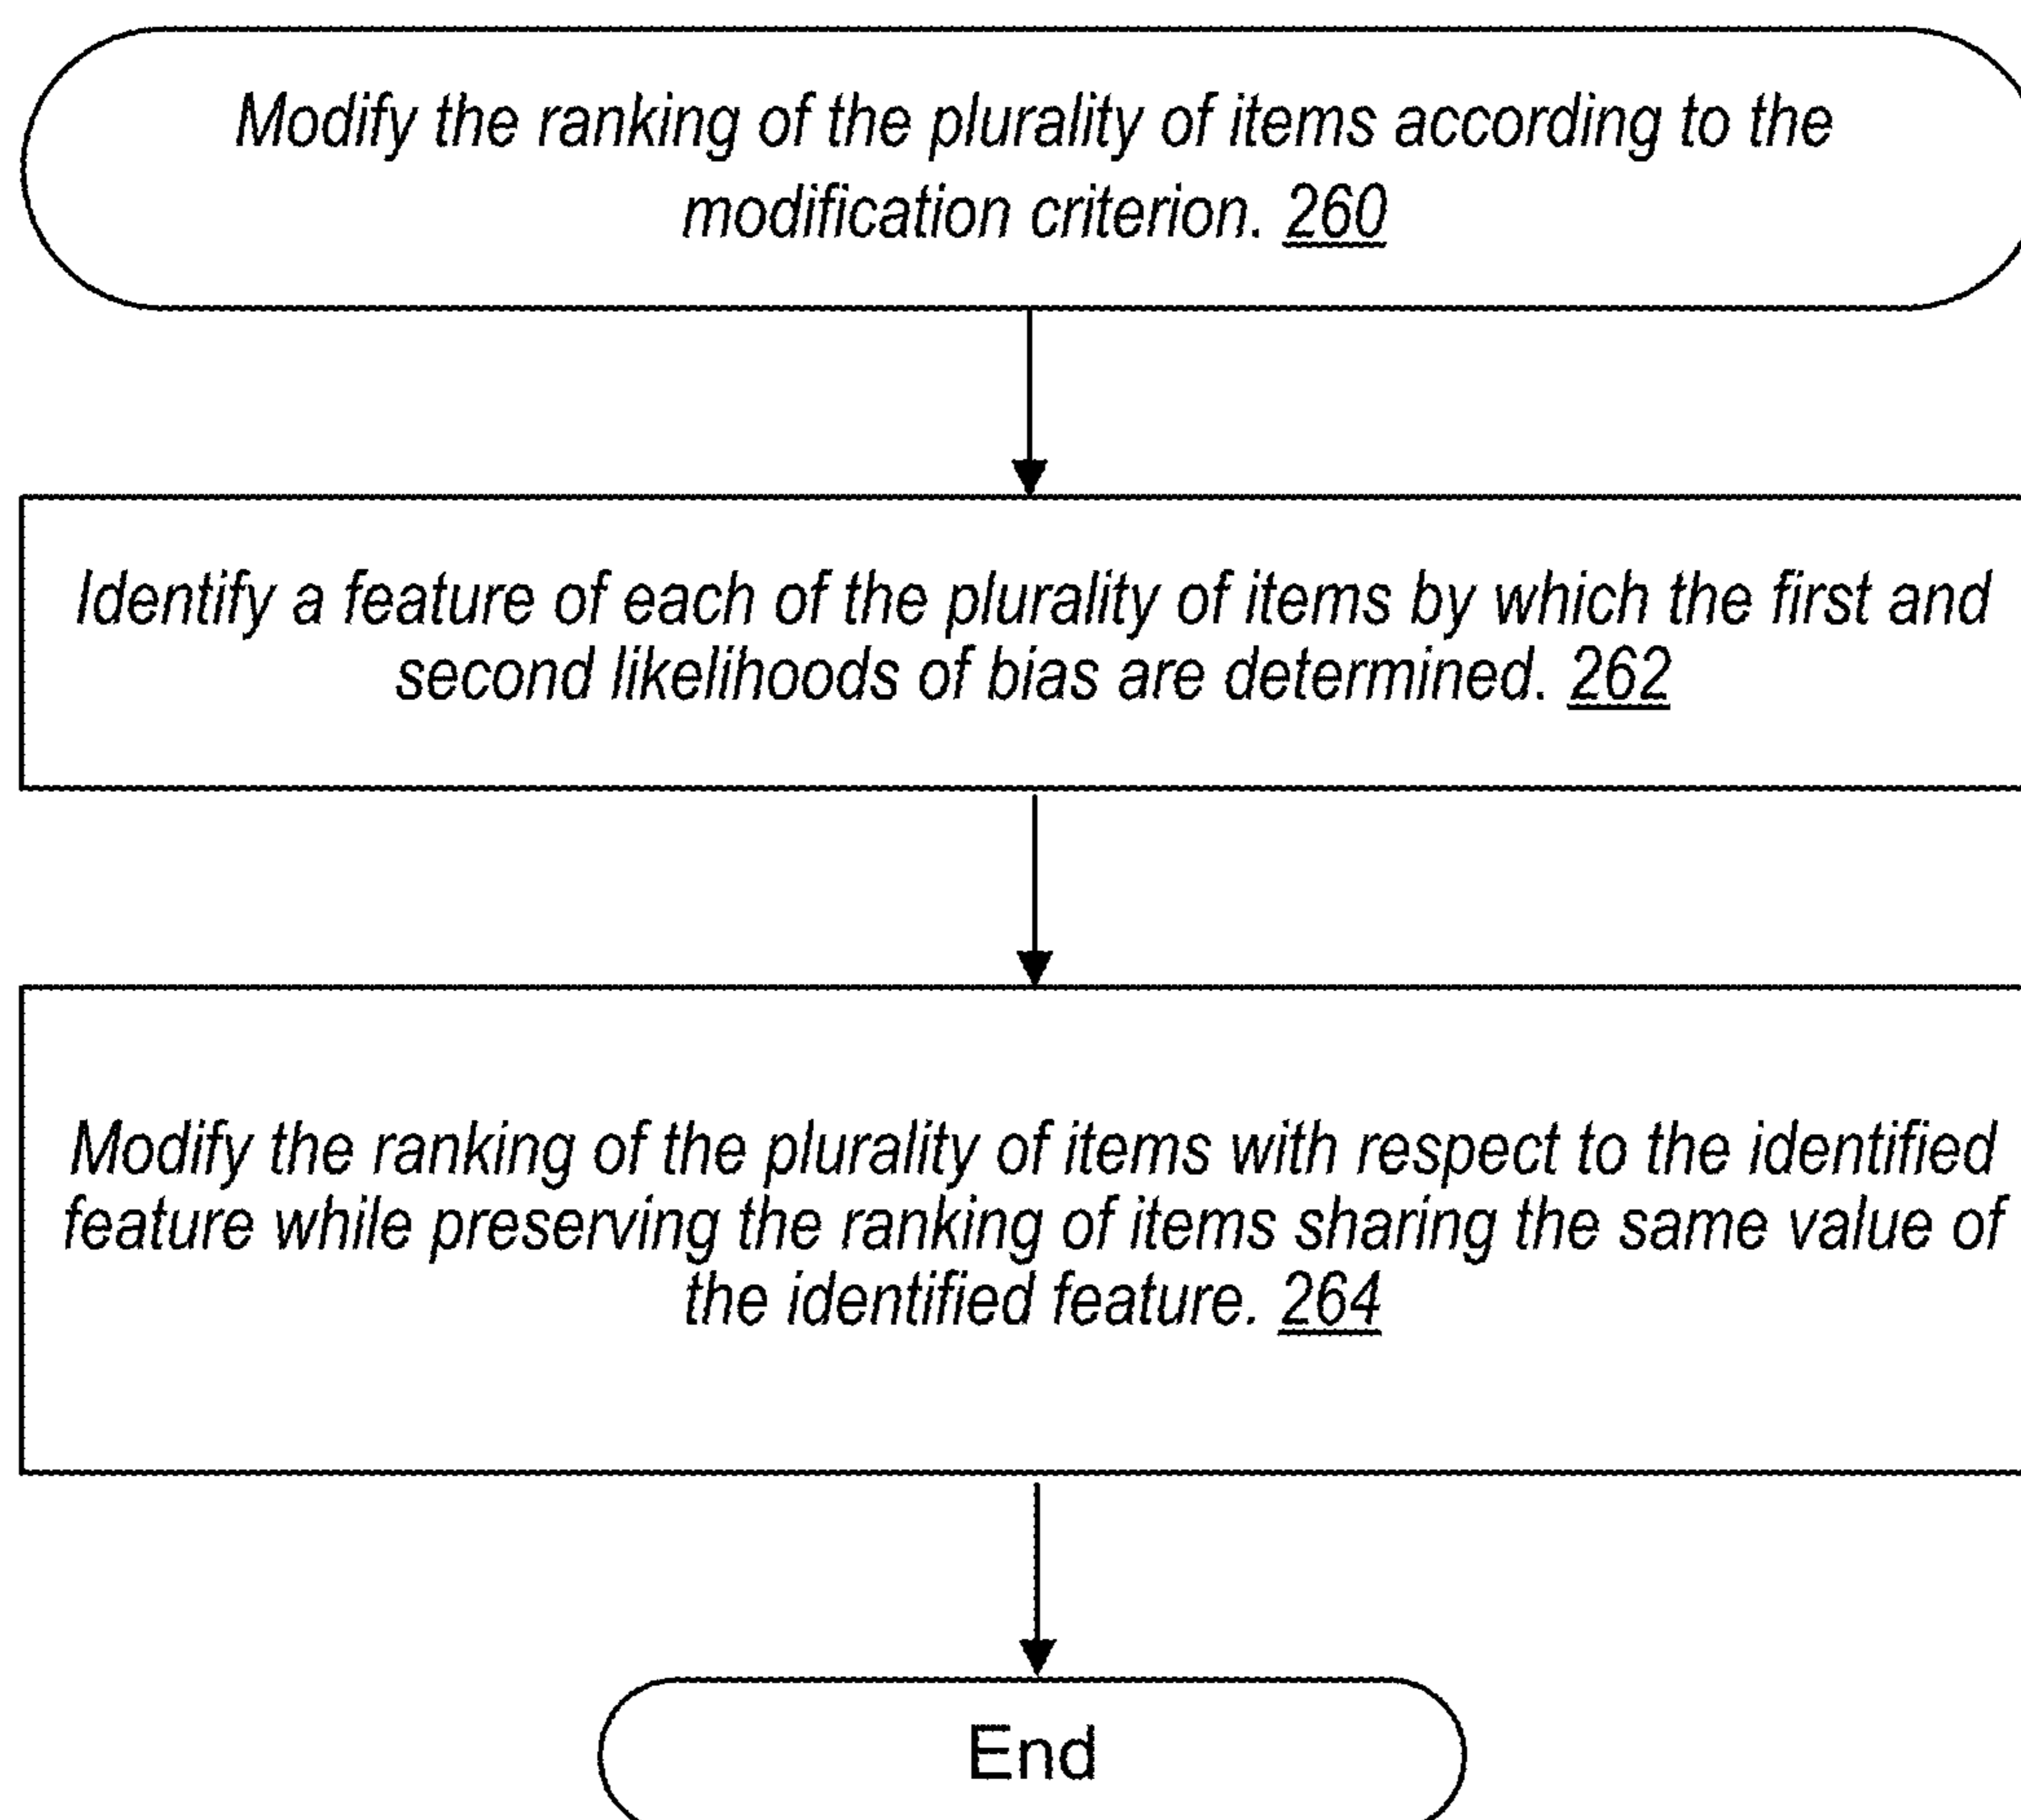 Modify the ranking of the plurality of items according to the
modification criterion. 260
Identify a feature of each of the plurality of items by which the first and
second likelihoods of bias are determined. 262
Modify the ranking of the plurality of items with respect to the identified
feature while preserving the ranking of items sharing the same value of
the identified feature. 264
End